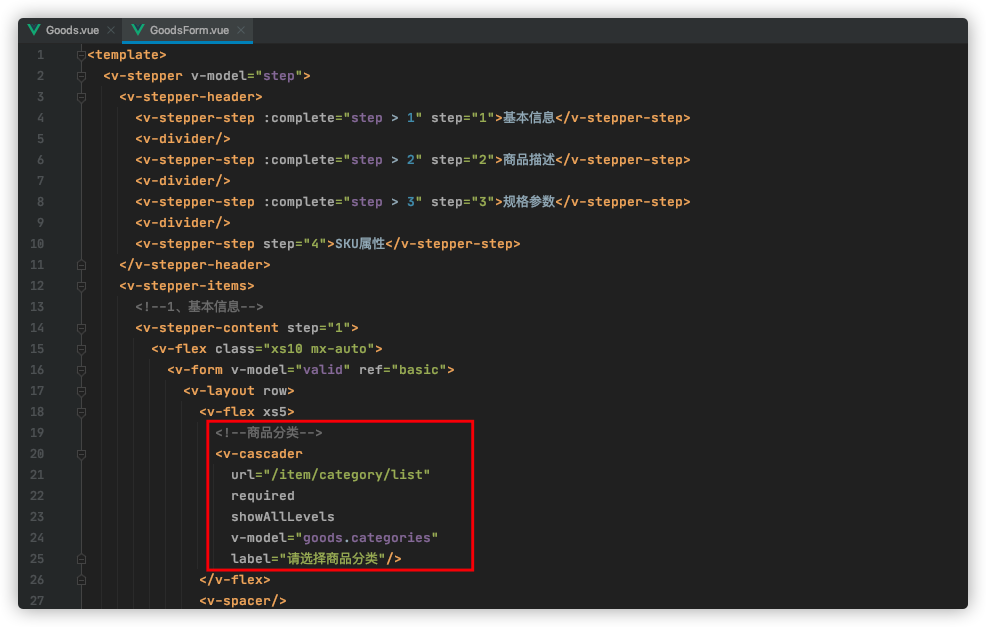 Goods.vue
GoodsForm.vue
1 <template>
2 <v-stepper v-model="step">
3 <v-stepper-header>
4 <v-stepper-step :complete="step > 1" step="1">基本信息</v-stepper-step>
5 <v-divider/>
6 <v-stepper-step :complete="step > 2" step="2">商品描述</v-stepper-step>
7 <v-divider/>
8 <v-stepper-step :complete="step > 3" step="3">规格参数</v-stepper-step>
9 <v-divider/>
10 <v-stepper-step step="4">SKU属性</v-stepper-step>
11 </v-stepper-header>
12 <v-stepper-items>
13 <!--1、基本信息-->
14 <v-stepper-content step="1">
15 <v-flex class="xs10 mx-auto">
16 <v-form v-model="valid" ref="basic">
17 <v-layout row>
18 <v-flex xs5>
19 <!--商品分类-->
20 <v-cascader
21 url="/item/category/list"
22 required
23 showAllLevels
24 v-model="goods.categories"
25 label="请选择商品分类"/>
26 </v-flex>
27 <v-spacer/>